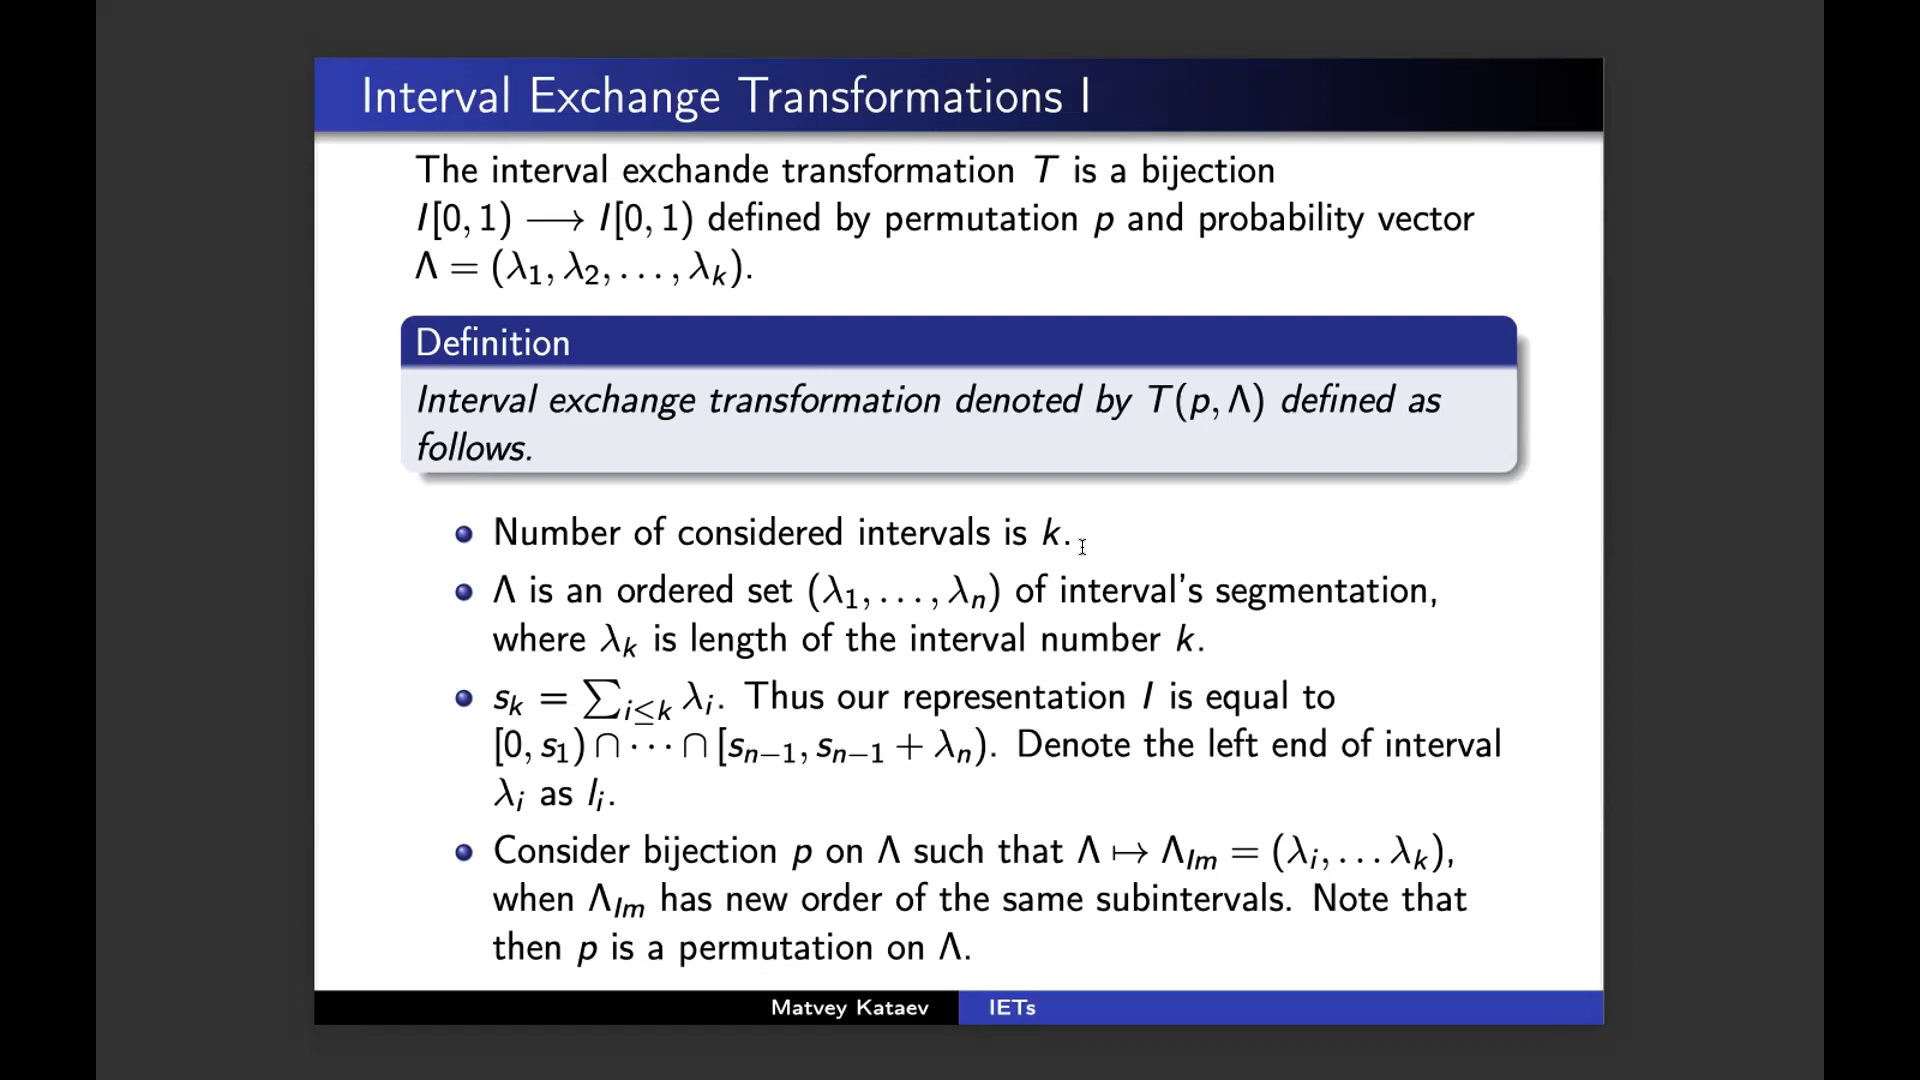 Interval Exchange Transformations I
The interval exchande transformation T is a bijection
I[0, 1) ⟶ I[0, 1) defined by permutation p and probability vector
Λ = (λ₁, λ₂, . . . , λₖ).
Definition
Interval exchange transformation denoted by T(p, Λ) defined as
follows.
Number of considered intervals is k.
Λ is an ordered set (λ₁, . . . , λₙ) of interval's segmentation,
where λₖ is length of the interval number k.
sₖ = ∑_{i≤k} λᵢ. Thus our representation I is equal to
[0, s₁) ∩ · · · ∩ [sₙ₋₁, sₙ₋₁ + λₙ). Denote the left end of interval
λᵢ as lᵢ.
Consider bijection p on Λ such that Λ ↦ Λ_{Im} = (λᵢ, . . . λₖ),
when Λ_{Im} has new order of the same subintervals. Note that
then p is a permutation on Λ.
Matvey Kataev
IETs